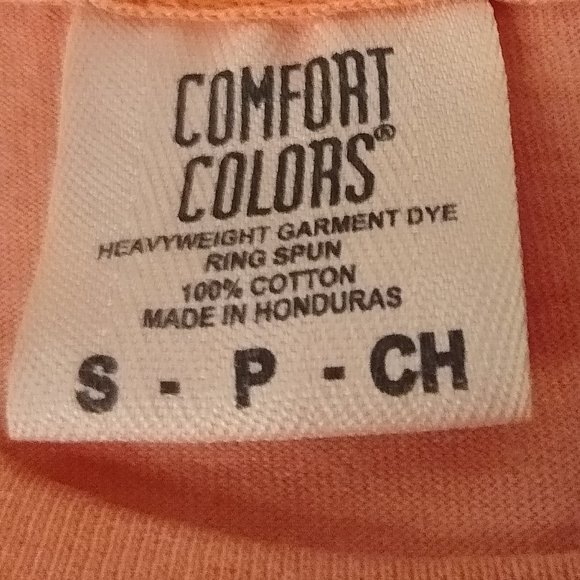 COMFORT
COLORS®
HEAVYWEIGHT GARMENT DYE
RING SPUN
100% COTTON
MADE IN HONDURAS
S - P - CH